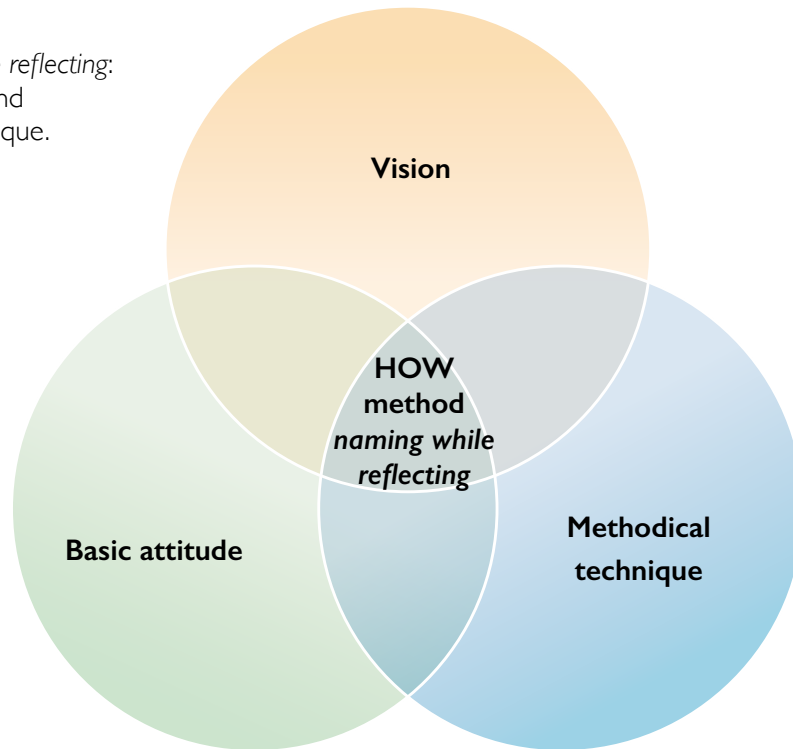 reflecting:
nd
que.
Vision
HOW
method
naming while
reflecting
Basic attitude
Methodical
technique